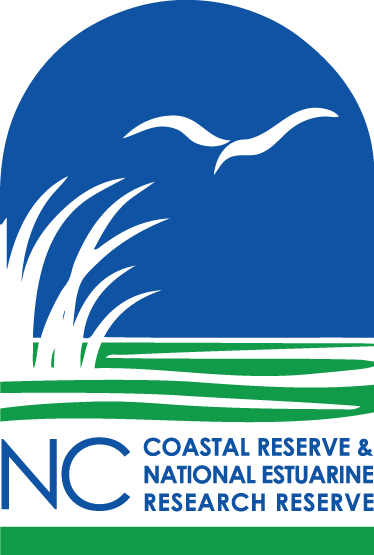 NC
COASTAL RESERVE &
NATIONAL ESTUARINE
RESEARCH RESERVE